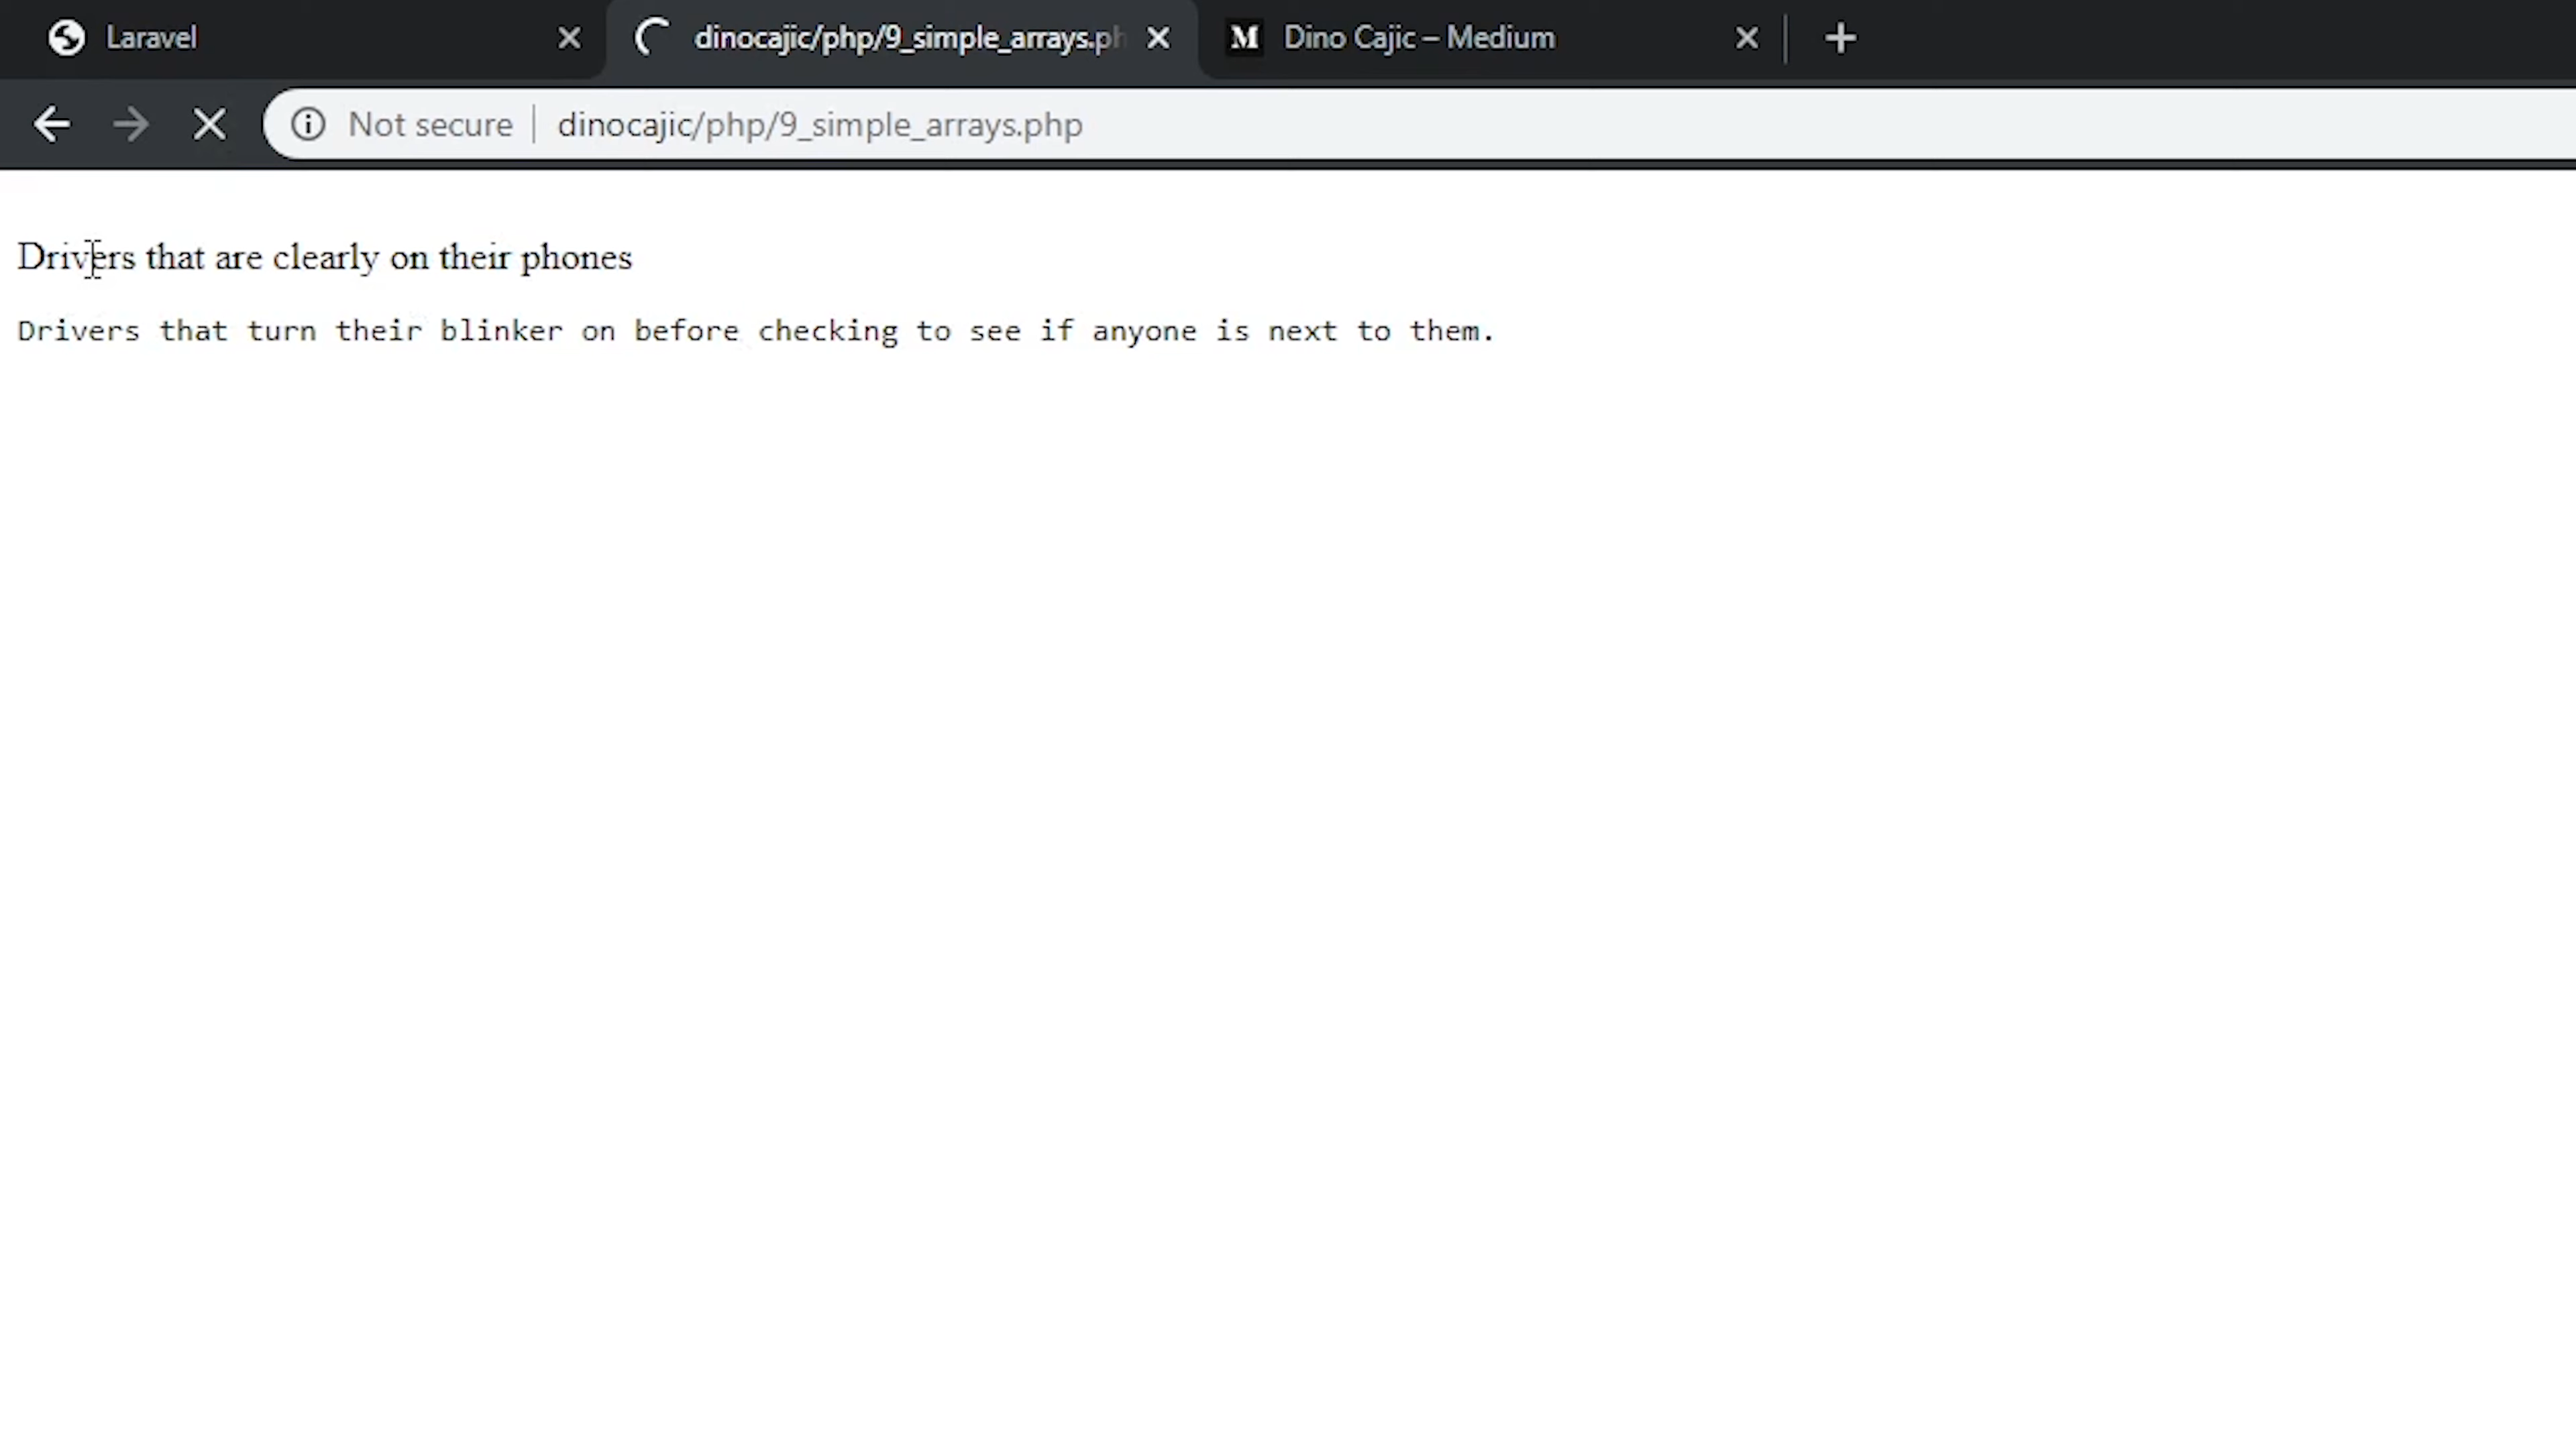 Laravel
dinocajic/php/9_simple_arrays.ph
Dino Cajic – Medium
Not secure
dinocajic/php/9_simple_arrays.php
Drivers that are clearly on their phones
Drivers that turn their blinker on before checking to see if anyone is next to them.